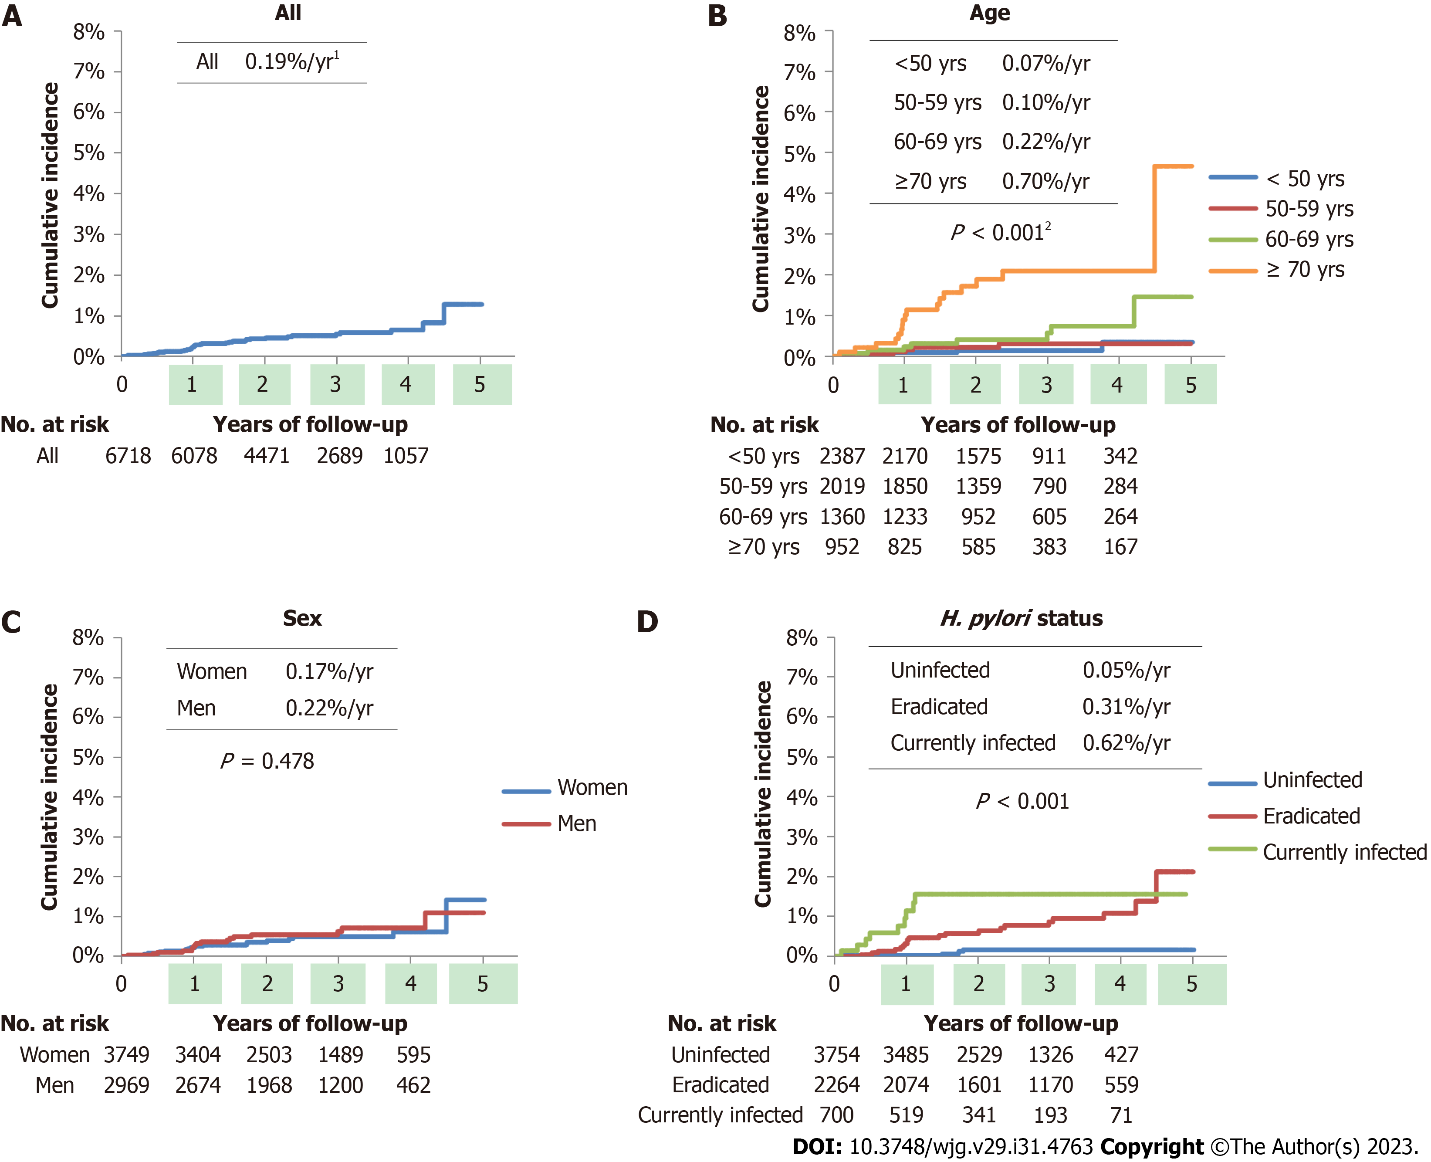 A
All
8%
7%
6%
5%
4%
3%
2%
1%
0%
Cumulative incidence
All 0.19%/yr1
0 1 2 3 4 5
No. at risk Years of follow-up
All 6718 6078 4471 2689 1057
B
Age
8%
7%
6%
5%
4%
3%
2%
1%
0%
Cumulative incidence
<50 yrs 0.07%/yr
50-59 yrs 0.10%/yr
60-69 yrs 0.22%/yr
≥70 yrs 0.70%/yr
P < 0.0012
< 50 yrs
50-59 yrs
60-69 yrs
≥ 70 yrs
0 1 2 3 4 5
No. at risk Years of follow-up
<50 yrs 2387 2170 1575 911 342
50-59 yrs 2019 1850 1359 790 284
60-69 yrs 1360 1233 952 605 264
≥70 yrs 952 825 585 383 167
C
Sex
8%
7%
6%
5%
4%
3%
2%
1%
0%
Cumulative incidence
Women 0.17%/yr
Men 0.22%/yr
P = 0.478
Women
Men
0 1 2 3 4 5
No. at risk Years of follow-up
Women 3749 3404 2503 1489 595
Men 2969 2674 1968 1200 462
D
H. pylori status
8%
7%
6%
5%
4%
3%
2%
1%
0%
Cumulative incidence
Uninfected 0.05%/yr
Eradicated 0.31%/yr
Currently infected 0.62%/yr
P < 0.001
Uninfected
Eradicated
Currently infected
0 1 2 3 4 5
No. at risk Years of follow-up
Uninfected 3754 3485 2529 1326 427
Eradicated 2264 2074 1601 1170 559
Currently infected 700 519 341 193 71
DOI: 10.3748/wjg.v29.i31.4763 Copyright ©The Author(s) 2023.